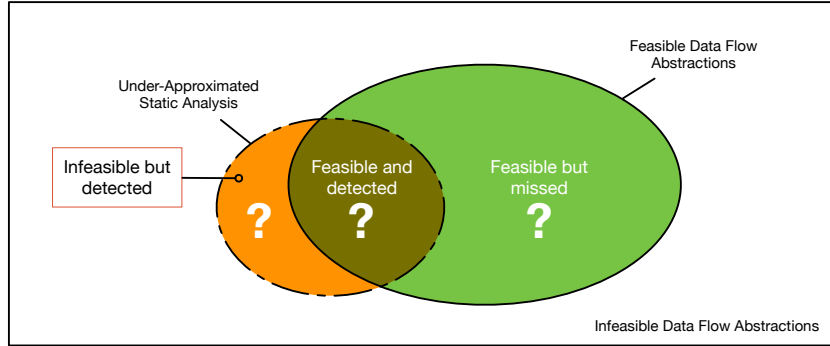 Feasible Data Flow
Abstractions
Under-Approximated
Static Analysis
Infeasible but
detected
Feasible and
detected
Feasible but
missed
?
?
?
Infeasible Data Flow Abstractions